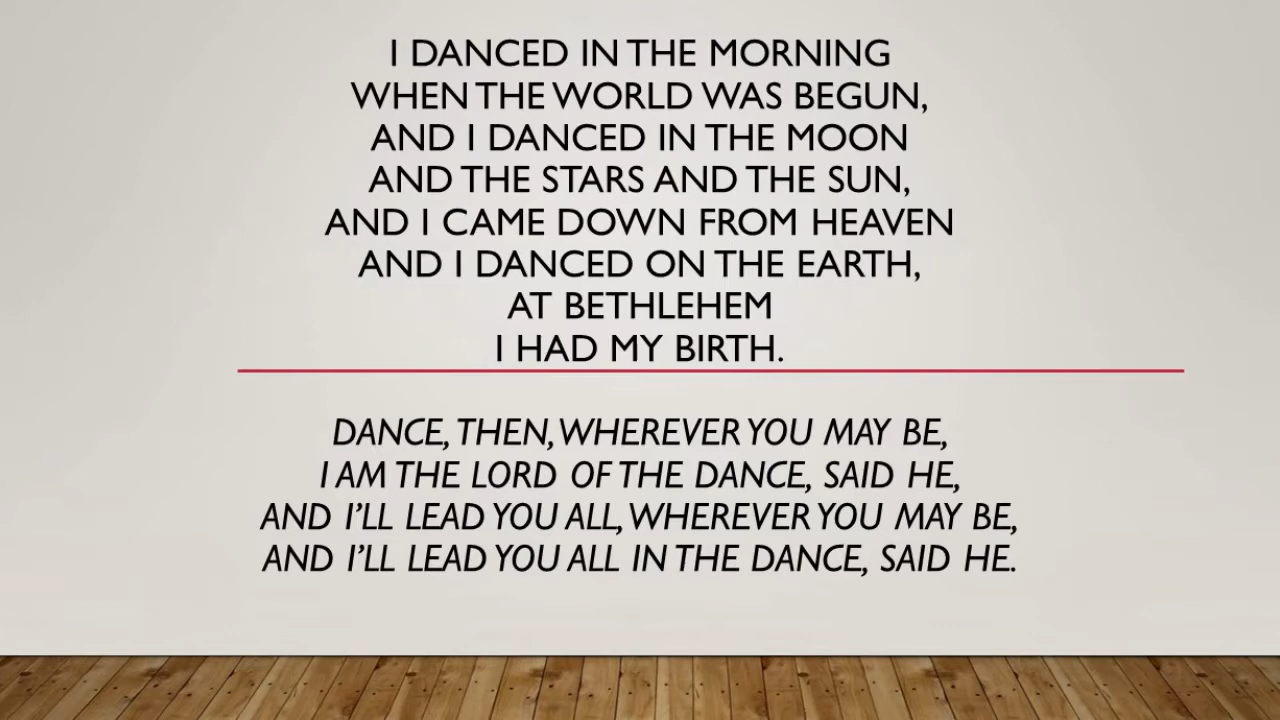 I DANCED IN THE MORNING
WHEN THE WORLD WAS BEGUN,
AND I DANCED IN THE MOON
AND THE STARS AND THE SUN,
AND I CAME DOWN FROM HEAVEN
AND I DANCED ON THE EARTH,
AT BETHLEHEM
I HAD MY BIRTH.
DANCE, THEN, WHEREVER YOU MAY BE,
I AM THE LORD OF THE DANCE, SAID HE,
AND I’LL LEAD YOU ALL, WHEREVER YOU MAY BE,
AND I’LL LEAD YOU ALL IN THE DANCE, SAID HE.